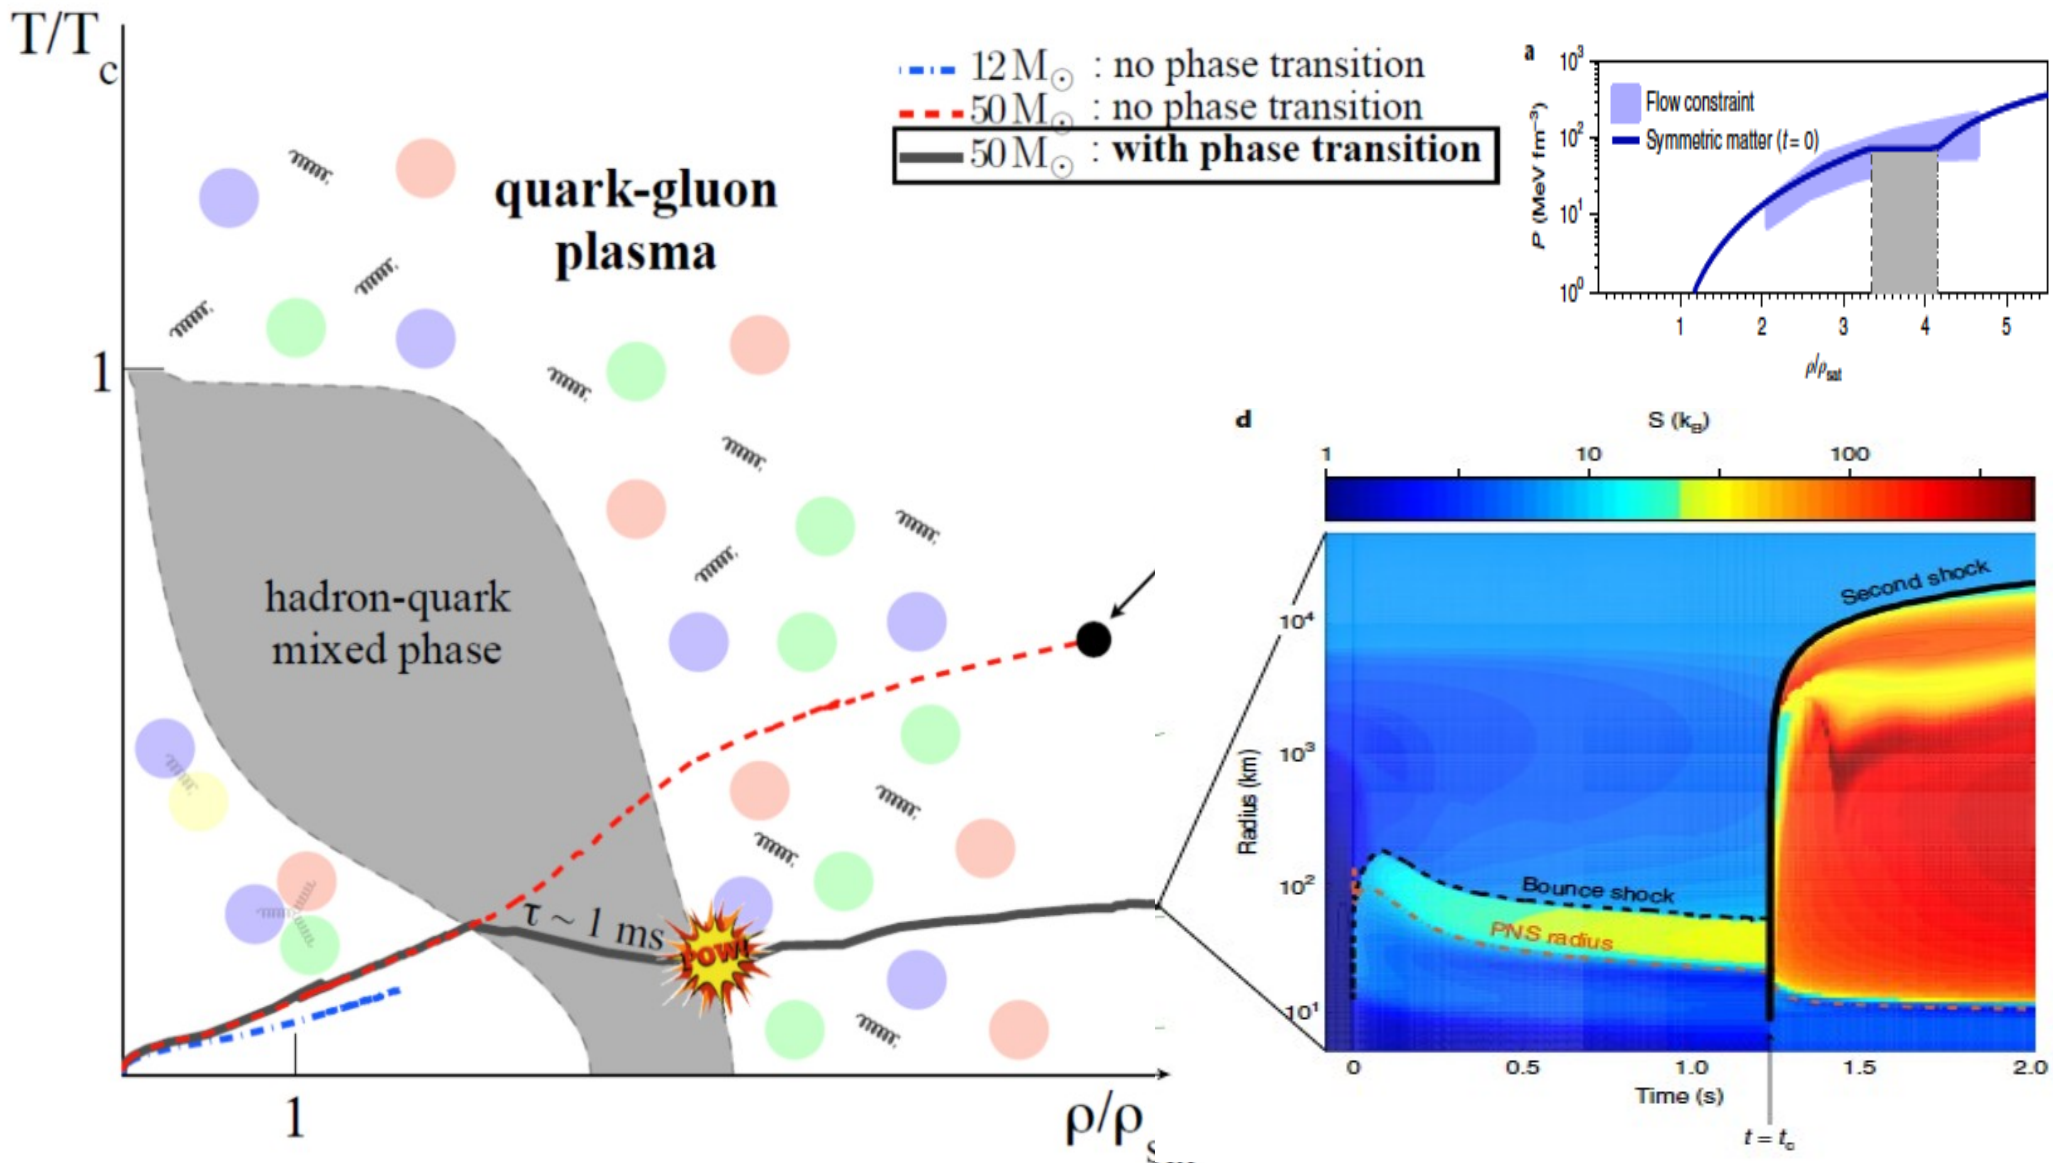 T/T
c
1
quark-gluon
plasma
hadron-quark
mixed phase
τ ~ 1 ms
POW!
1
ρ/ρ
12 M⊙ : no phase transition
50 M⊙ : no phase transition
50 M⊙ : with phase transition
a
P (MeV fm⁻³)
10³
10²
10¹
10⁰
Flow constraint
Symmetric matter (t = 0)
1 2 3 4 5
ρ/ρsat
d
S (kB)
1 10 100
Radius (km)
10⁴
10³
10²
10¹
Second shock
Bounce shock
PNS radius
0 0.5 1.0 1.5 2.0
Time (s)